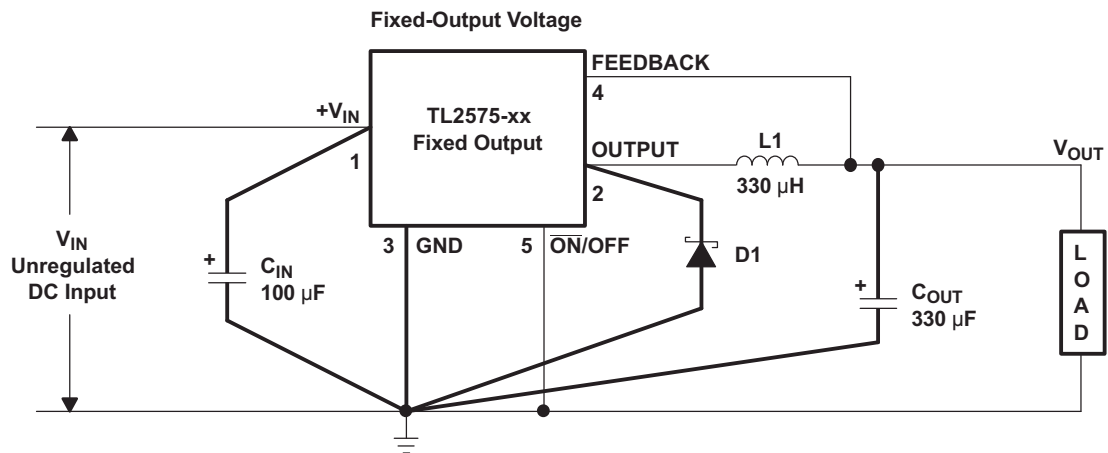 Fixed-Output Voltage
FEEDBACK
4
+VIN
TL2575-xx
Fixed Output
1
OUTPUT
L1
VOUT
330 µH
2
3
GND
5
ON/OFF
VIN
Unregulated
DC Input
+
CIN
100 µF
D1
+
COUT
330 µF
L
O
A
D